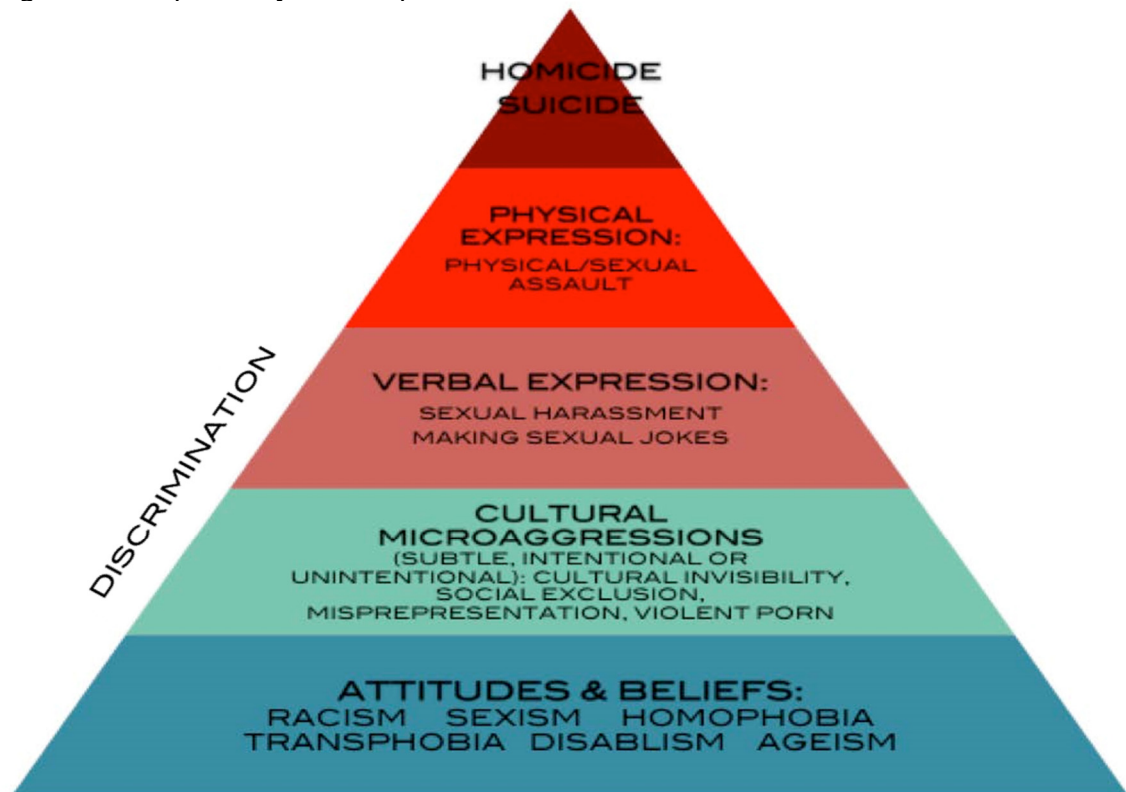 HOMICIDE
SUICIDE
PHYSICAL
EXPRESSION:
PHYSICAL/SEXUAL
ASSAULT
VERBAL EXPRESSION:
SEXUAL HARASSMENT
MAKING SEXUAL JOKES
DISCRIMINATION
CULTURAL
MICROAGGRESSIONS
(SUBTLE, INTENTIONAL OR
UNINTENTIONAL): CULTURAL INVISIBILITY,
SOCIAL EXCLUSION,
MISPREPRESENTATION, VIOLENT PORN
ATTITUDES & BELIEFS:
RACISM SEXISM HOMOPHOBIA
TRANSPHOBIA DISABLISM AGEISM